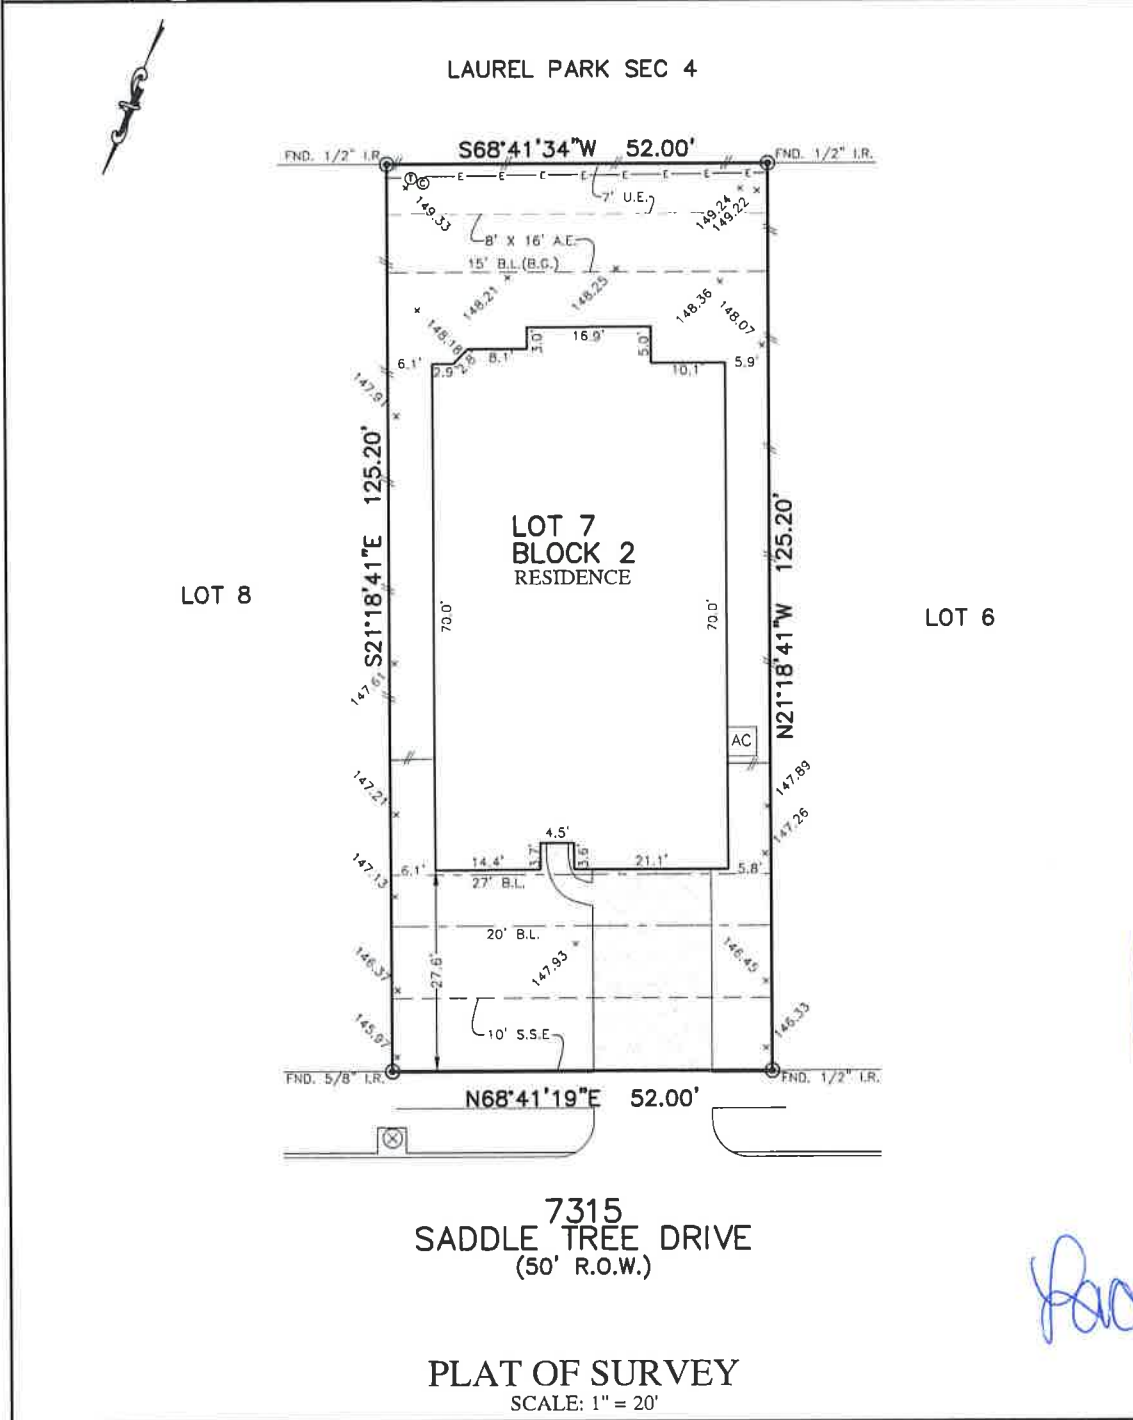 LAUREL PARK SEC 4
S68°41'34"W 52.00'
FND. 1/2" I.R.
FND. 1/2" I.R.
T
C
E E E E E E E
7' U.E.
149.33
149.24
149.22
8' X 16' A.E.
15' B.L.(B.G.)
148.21
148.25
148.36
148.07
148.18
16.9'
3.0'
5.0'
6.1'
2.9'
2.8'
8.1'
10.1'
5.9'
147.91
S21°18'41"E 125.20'
N21°18'41"W 125.20'
LOT 7
BLOCK 2
RESIDENCE
LOT 8
LOT 6
70.0'
70.0'
147.61
AC
147.89
147.21
147.26
4.5'
14.4'
3.7'
3.6'
21.1'
147.13
6.1'
5.8'
27' B.L.
20' B.L.
146.37
27.6'
147.93
146.45
10' S.S.E
145.97
146.33
FND. 5/8" I.R.
FND. 1/2" I.R.
N68°41'19"E 52.00'
7315
SADDLE TREE DRIVE
(50' R.O.W.)
PLAT OF SURVEY
SCALE: 1" = 20'